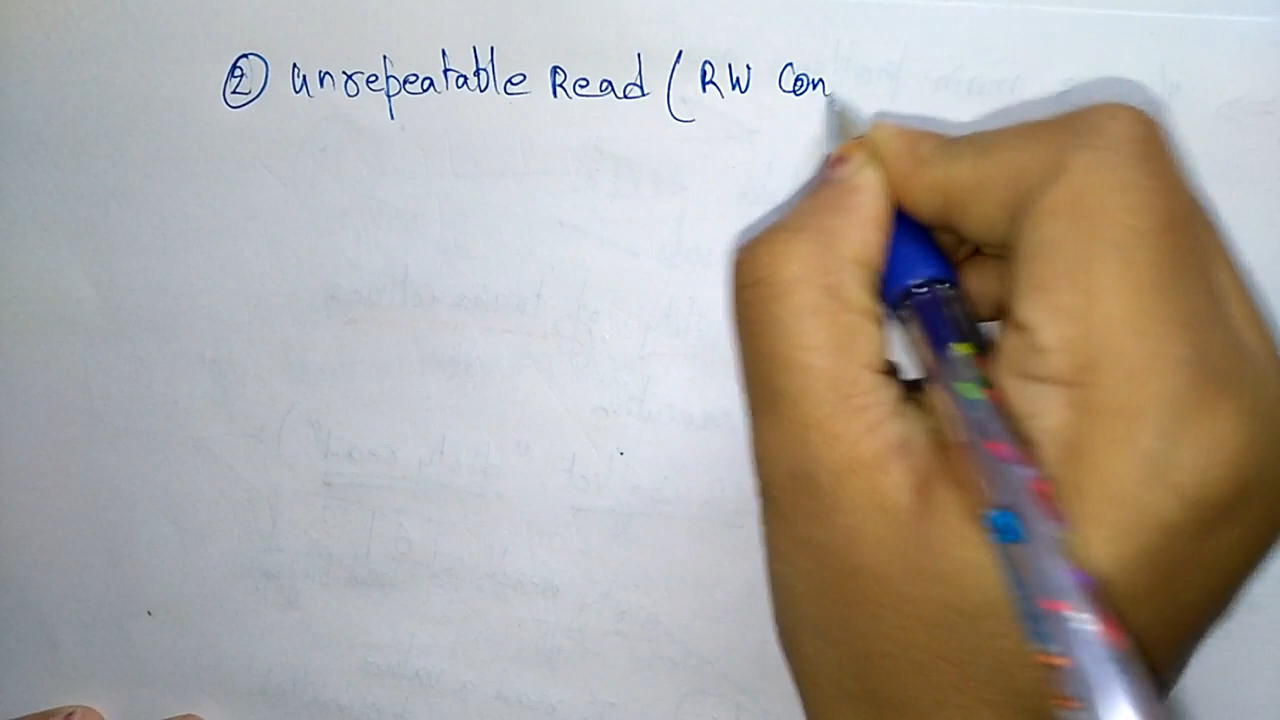 ② unrepeatable Read ( RW Con